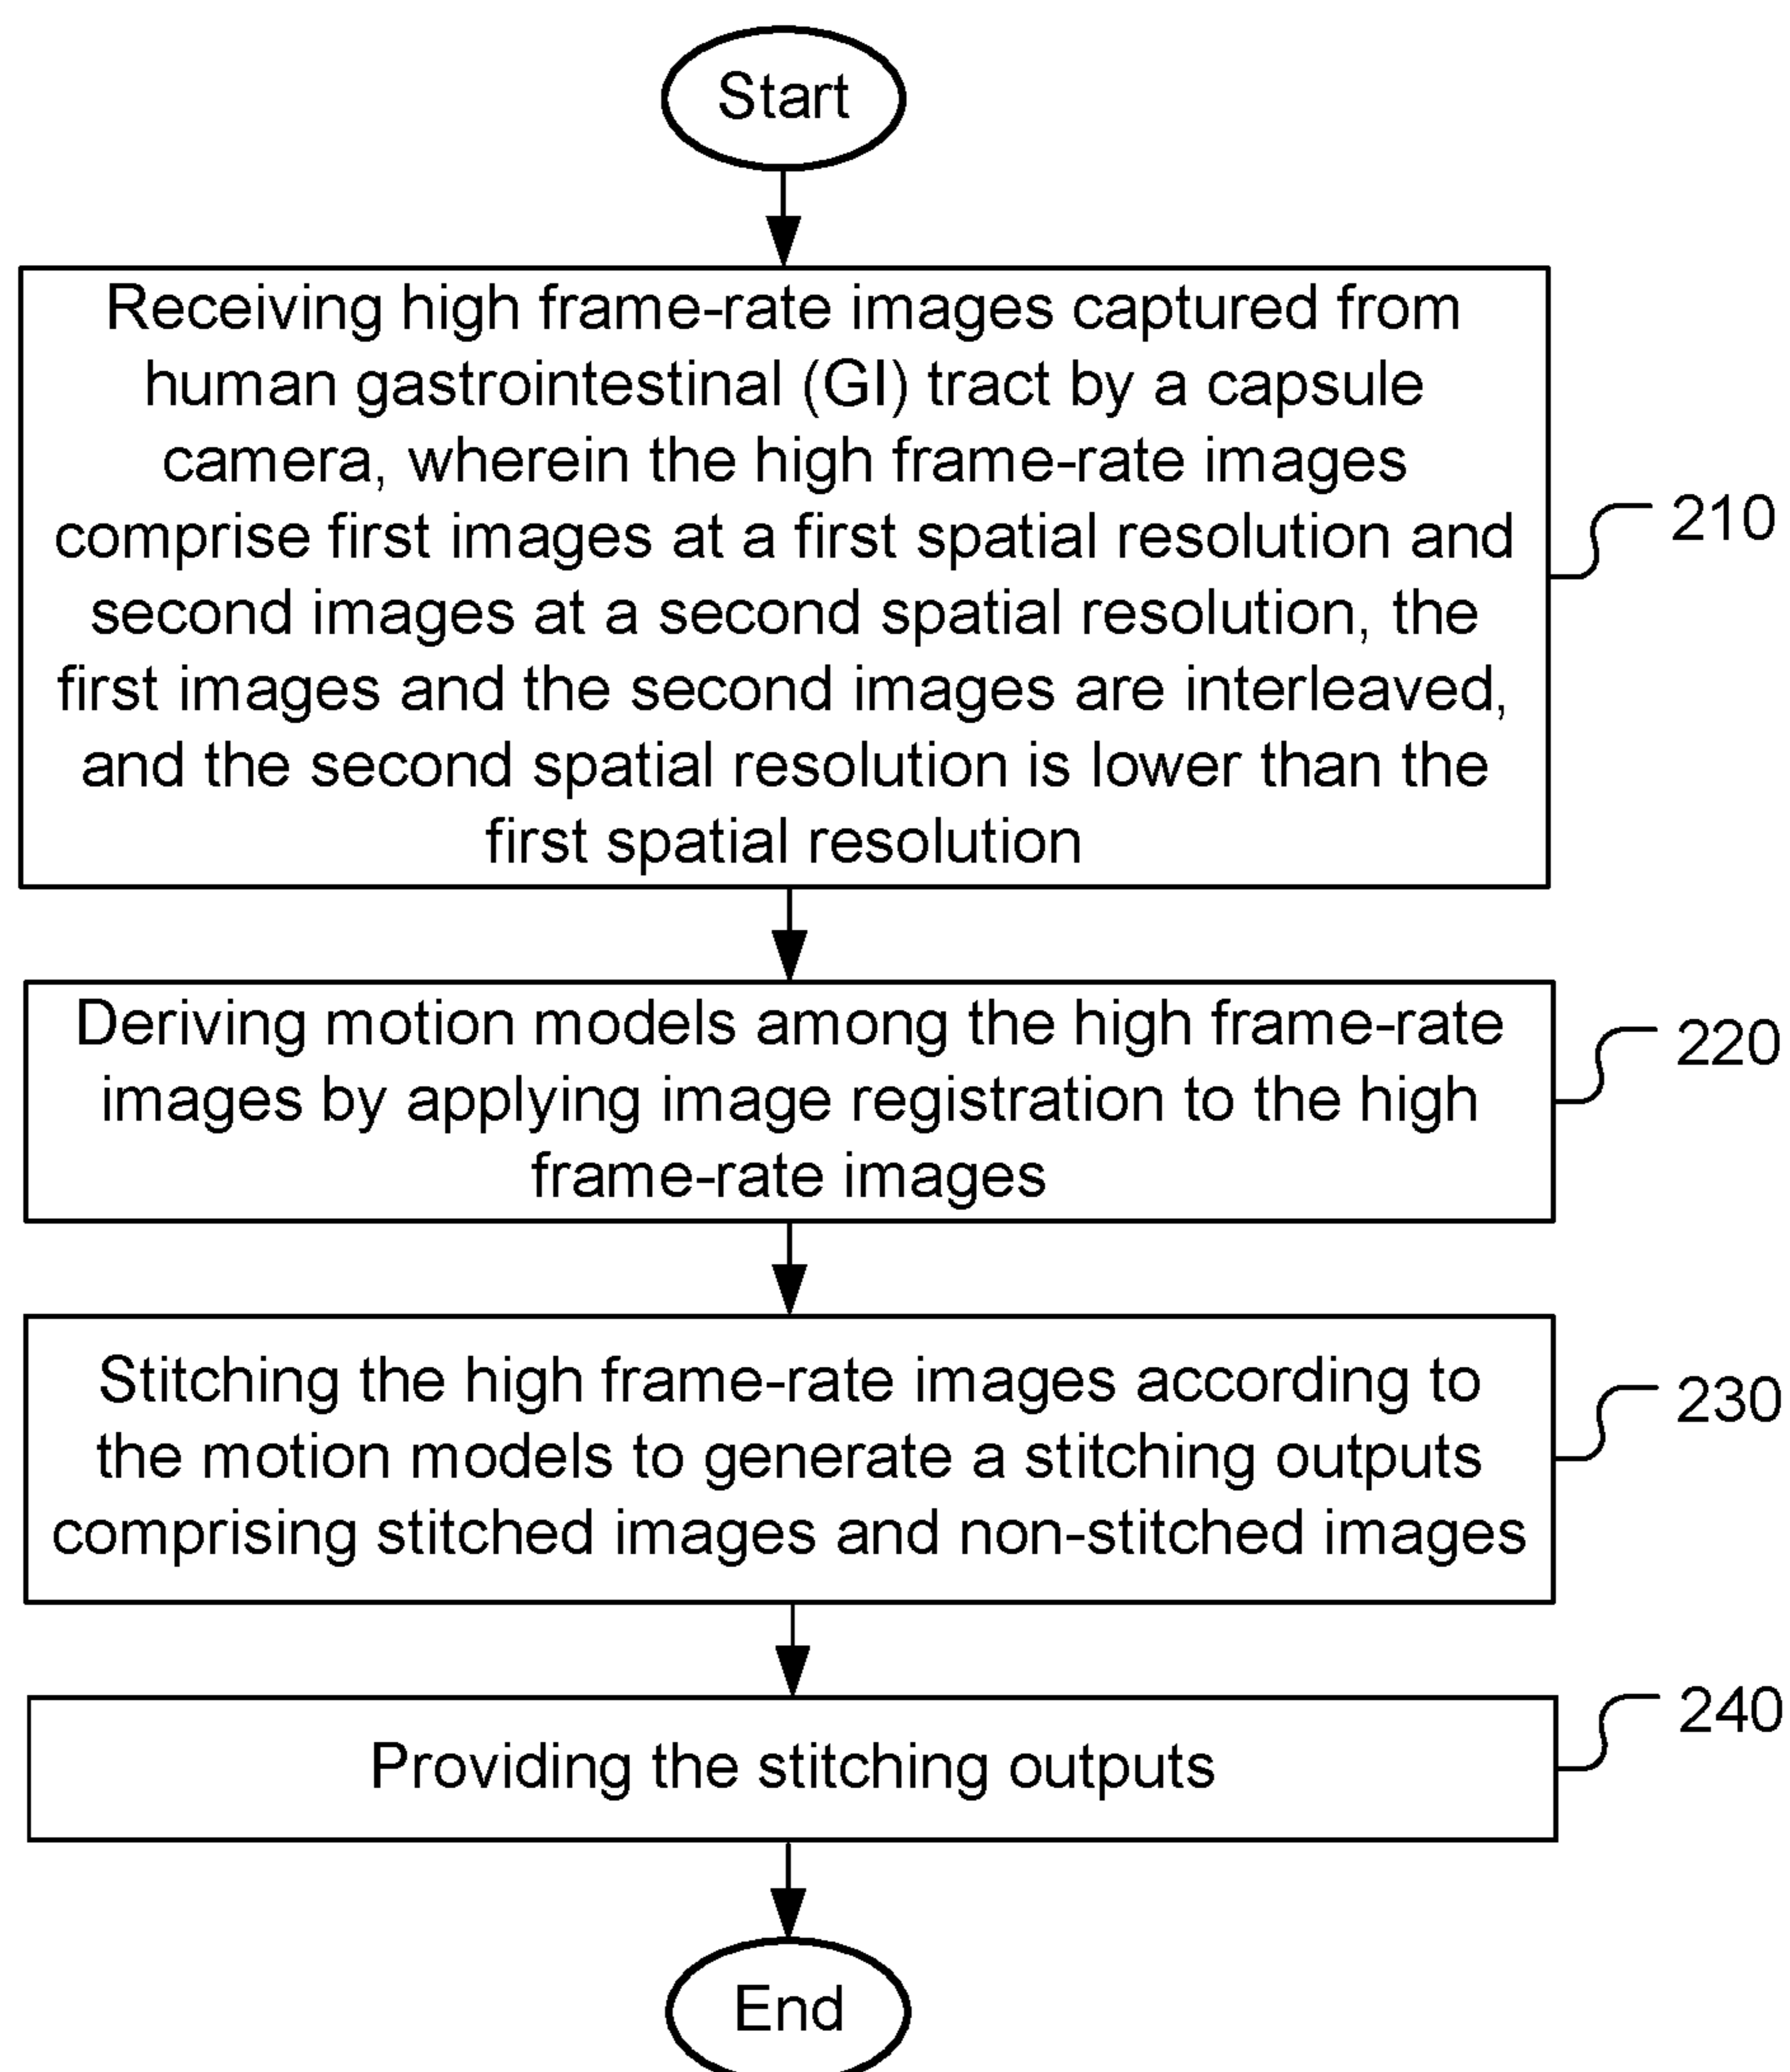 Start
Receiving high frame-rate images captured from
human gastrointestinal (GI) tract by a capsule
camera, wherein the high frame-rate images
comprise first images at a first spatial resolution and
second images at a second spatial resolution, the
first images and the second images are interleaved,
and the second spatial resolution is lower than the
first spatial resolution
210
Deriving motion models among the high frame-rate
images by applying image registration to the high
frame-rate images
220
Stitching the high frame-rate images according to
the motion models to generate a stitching outputs
comprising stitched images and non-stitched images
230
Providing the stitching outputs
240
End